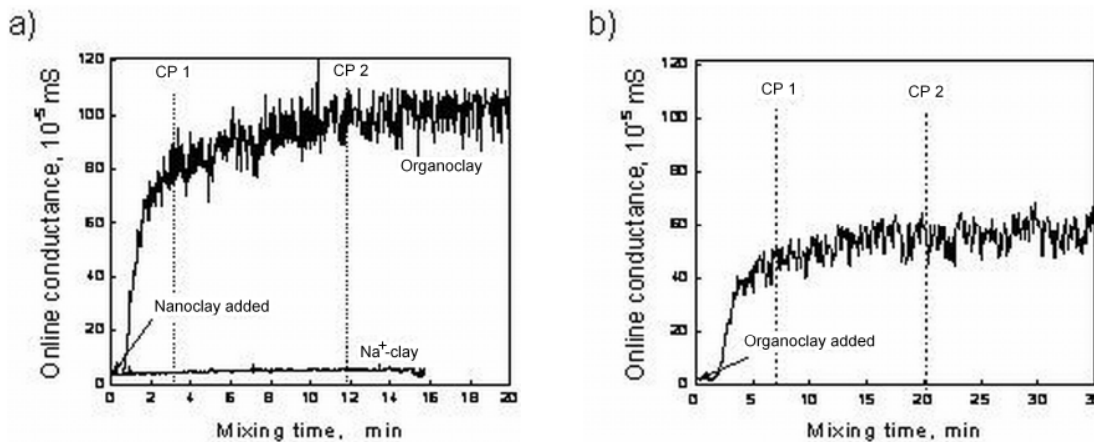 a)
Online conductance, 10⁻⁵ mS
120
100
80
60
40
20
0
CP 1
CP 2
Organoclay
Nanoclay added
Na⁺-clay
0 2 4 6 8 10 12 14 16 18 20
Mixing time, min
b)
Online conductance, 10⁻⁵ mS
120
100
80
60
40
20
0
CP 1
CP 2
Organoclay added
0 5 10 15 20 25 30 35
Mixing time, min